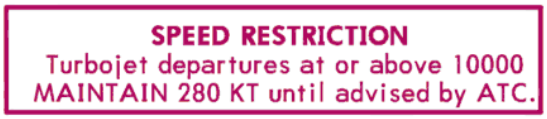 SPEED RESTRICTION
Turbojet departures at or above 10000
MAINTAIN 280 KT until advised by ATC.